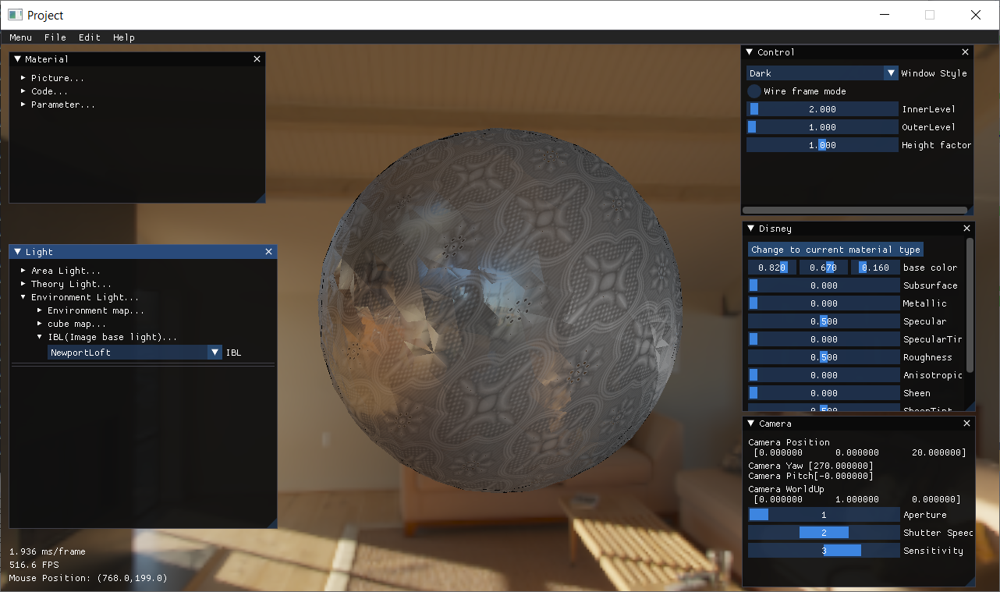 Project
Menu File Edit Help
Material
Picture...
Code...
Parameter...
Light
Area Light...
Theory Light...
Environment Light...
Environment map...
cube map...
IBL(Image base light)...
NewportLoft IBL
1.936 ms/frame
516.6 FPS
Mouse Position: (768.0,199.0)
Control
Dark Window Style
Wire frame mode
2.000 InnerLevel
1.000 OuterLevel
1.000 Height factor
Disney
Change to current material type
0.820 0.670 0.160 base color
0.000 Subsurface
0.000 Metallic
0.500 Specular
0.000 SpecularTin
0.500 Roughness
0.000 Anisotropic
0.000 Sheen
0.500 SheenTint
Camera
Camera Position
[0.000000 0.000000 20.000000]
Camera Yaw [270.000000]
Camera Pitch[-0.000000]
Camera WorldUp
[0.000000 1.000000 0.000000]
1 Aperture
2 Shutter Speed
3 Sensitivity